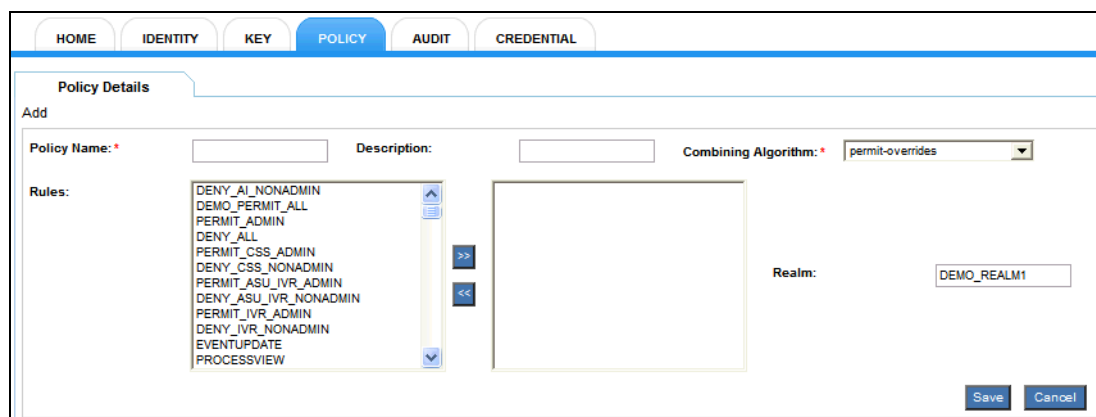 HOME IDENTITY KEY POLICY AUDIT CREDENTIAL
Policy Details
Add
Policy Name: * Description: Combining Algorithm: * permit-overrides
Rules:
DENY_AI_NONADMIN
DEMO_PERMIT_ALL
PERMIT_ADMIN
DENY_ALL
PERMIT_CSS_ADMIN
DENY_CSS_NONADMIN
PERMIT_ASU_IVR_ADMIN
DENY_ASU_IVR_NONADMIN
PERMIT_IVR_ADMIN
DENY_IVR_NONADMIN
EVENTUPDATE
PROCESSVIEW
>>
<<
Realm: DEMO_REALM1
Save Cancel